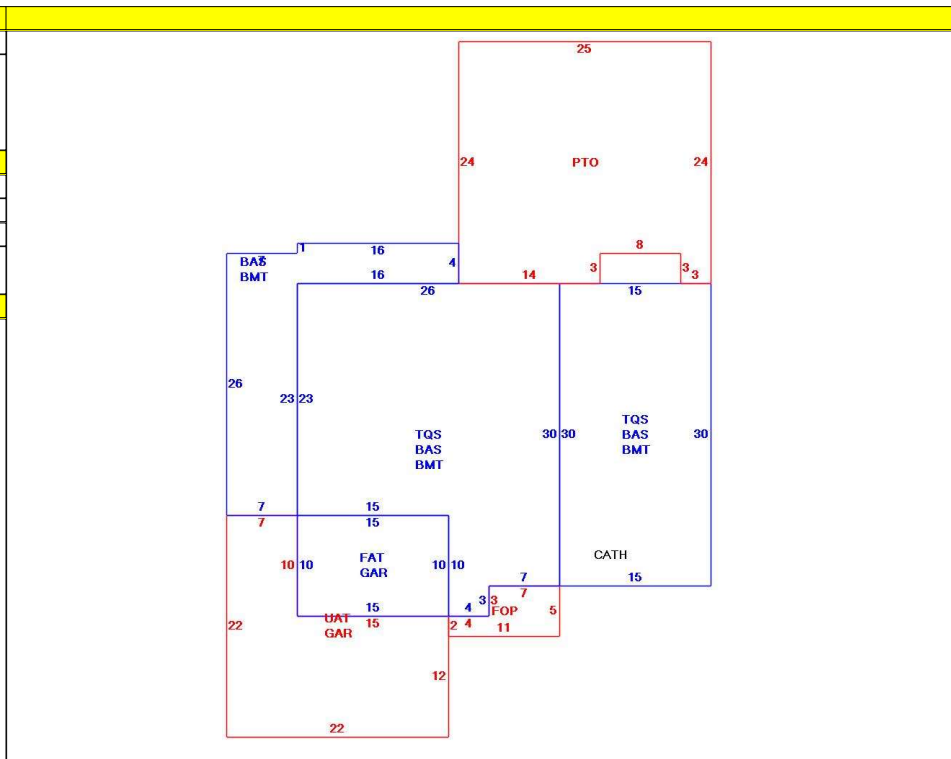 25
24 PTO 24
8
1 16
BAS 7 4
BMT
3 3
16 14 3
26 15
26 23 23
TQS
BAS
BMT
30 30
TQS
BAS
BMT
30
7 15
7 15
CATH
10 10 FAT 10 10
GAR
7 15
15 4 3 3 7
UAT 15 2 4 FOP 5
GAR 11
22
12
22